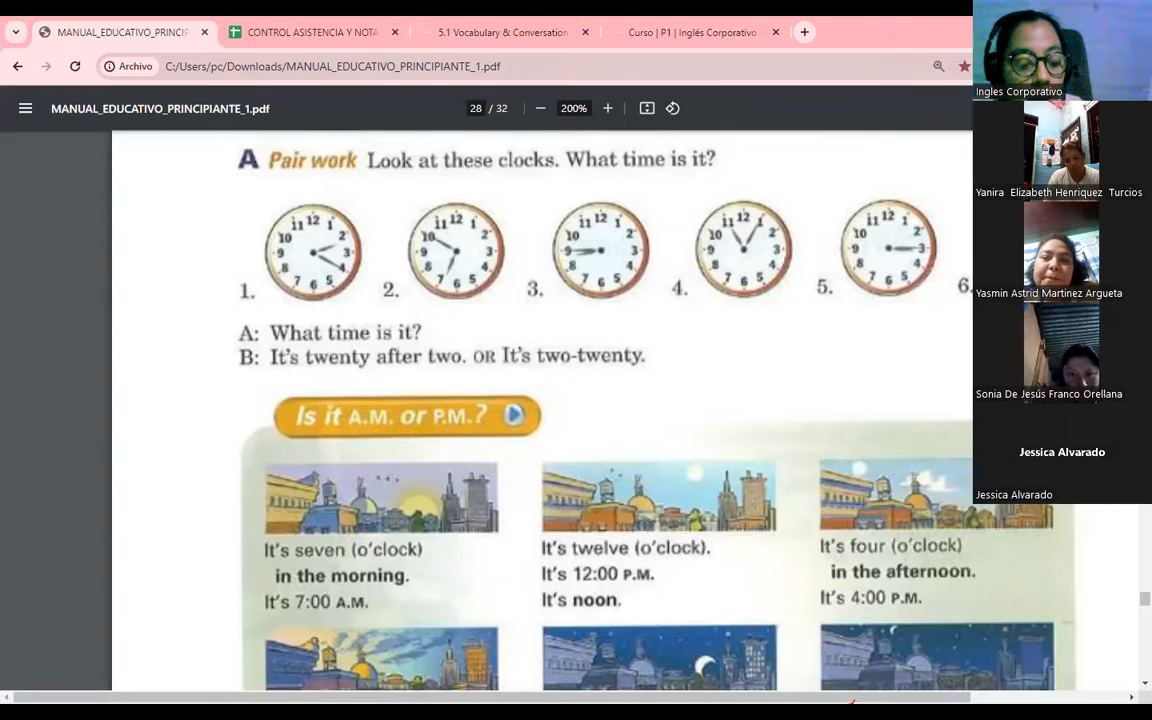 MANUAL_EDUCATIVO_PRINCIP
CONTROL ASISTENCIA Y NOTA
5.1 Vocabulary & Conversation
Curso | P1 | Inglés Corporativo
Archivo
C:/Users/pc/Downloads/MANUAL_EDUCATIVO_PRINCIPIANTE_1.pdf
MANUAL_EDUCATIVO_PRINCIPIANTE_1.pdf
28 / 32
200%
A Pair work Look at these clocks. What time is it?
1.
2.
3.
4.
5.
6.
A: What time is it?
B: It's twenty after two. OR It's two-twenty.
Is it A.M. or P.M.?
It's seven (o'clock)
in the morning.
It's 7:00 A.M.
It's twelve (o'clock).
It's 12:00 P.M.
It's noon.
It's four (o'clock)
in the afternoon.
It's 4:00 P.M.
Ingles Corporativo
Yanira Elizabeth Henriquez Turcios
Yasmin Astrid Martinez Argueta
Sonia De Jesús Franco Orellana
Jessica Alvarado
Jessica Alvarado